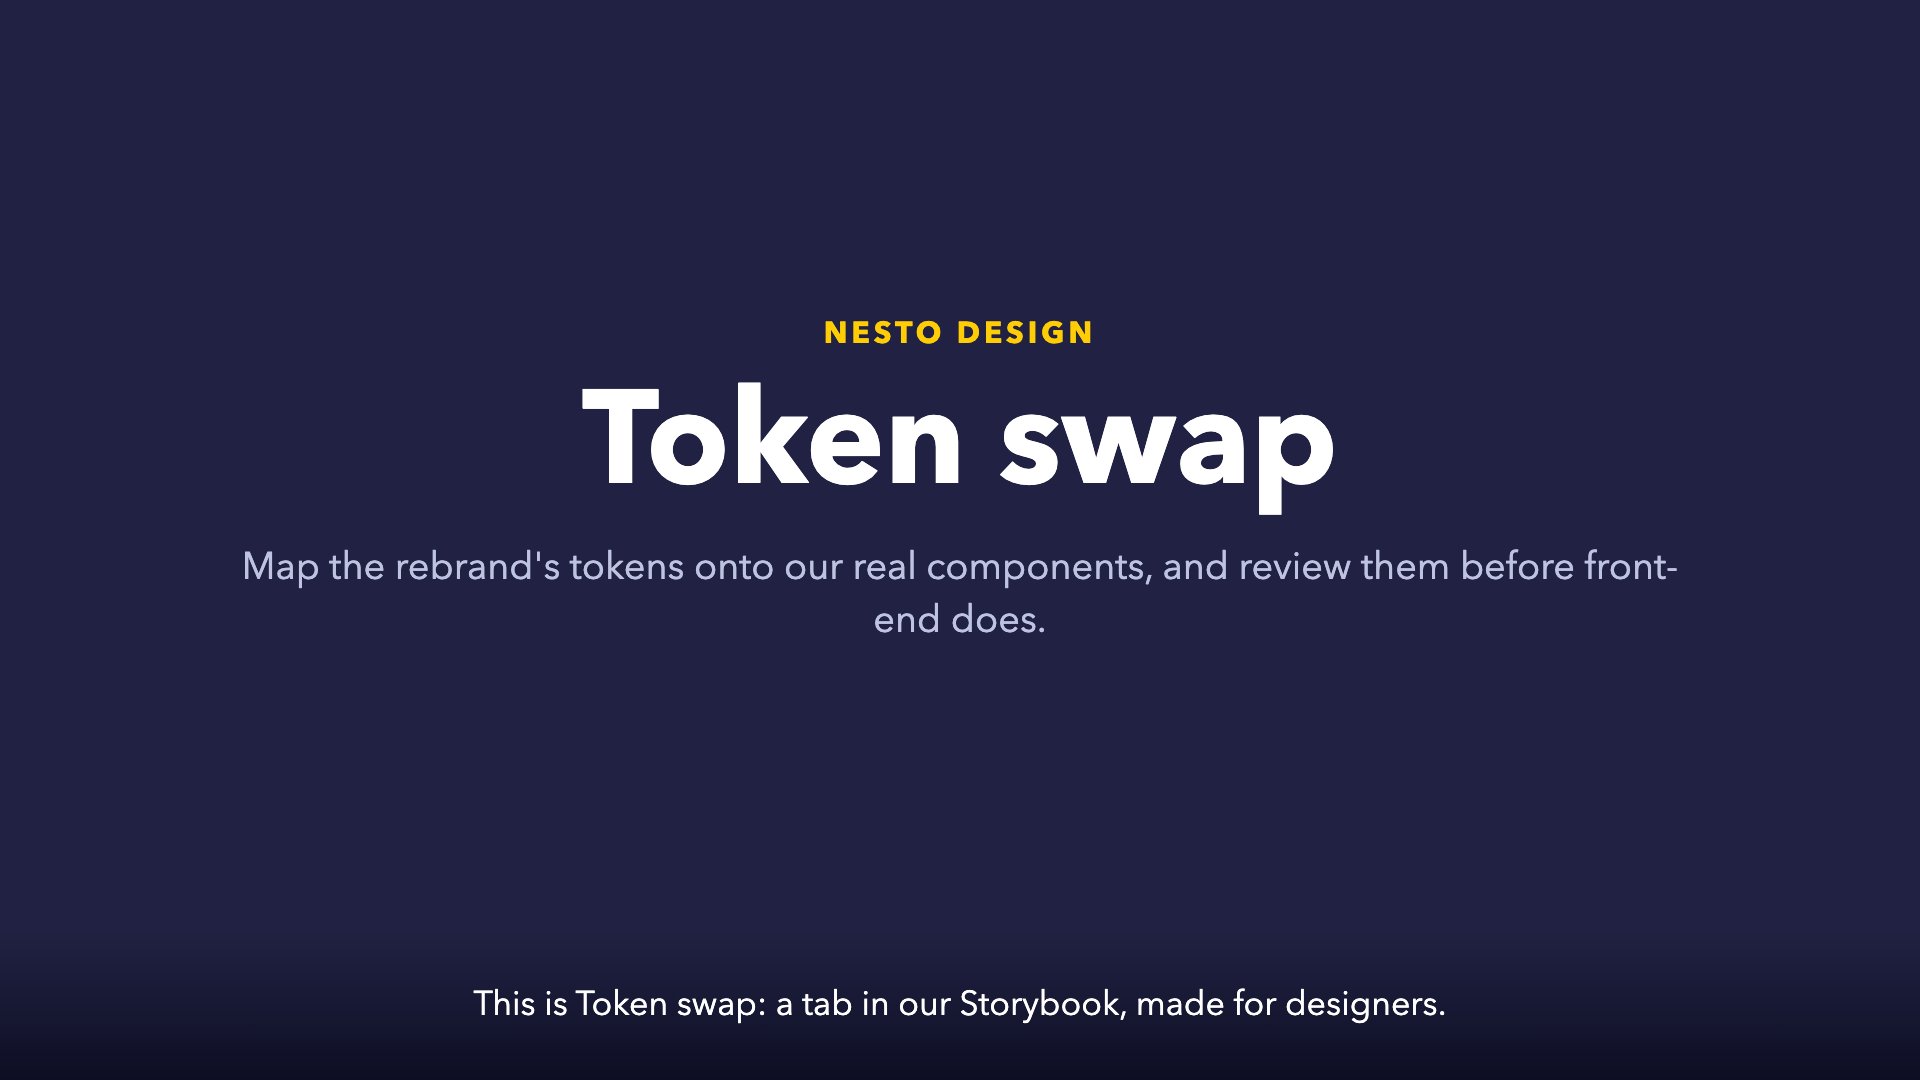 NESTO DESIGN
Token swap
Map the rebrand's tokens onto our real components, and review them before front-
end does.
This is Token swap: a tab in our Storybook, made for designers.